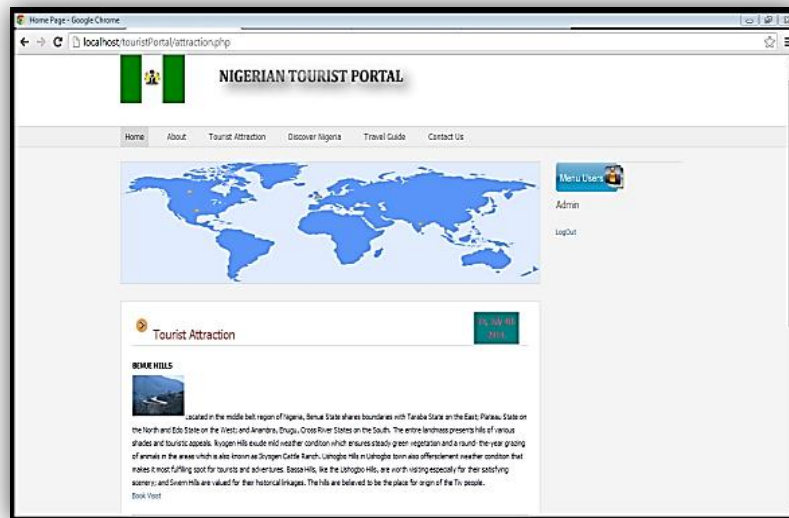 Home Page - Google Chrome
localhost/touristPortal/attraction.php
NIGERIAN TOURIST PORTAL
Home About Tourist Attraction Discover Nigeria Travel Guide Contact Us
Menu Users
Admin
LogOut
Tourist Attraction
BENUE HILLS
Located in the middle belt region of Nigeria, Benue State shares boundaries with Taraba State on the East; Plateau State on
the North and Edo State on the West; and Anambra, Enugu, Cross River States on the South. The entire landmass presents hills of various
shades and touristic appeals. Ikyogen Hills exude mild weather condition which ensures steady green vegetation and a round- the-year grazing
of animals in the areas which is also known as Ikyogen Cattle Ranch. Ushogbo Hills in Ushogbo town also offers clement weather condition that
makes it most fulfilling spot for tourists and adventures. Bassa Hills, like the Ushogbo Hills, are worth visiting especially for their satisfying
scenery; and Swem Hills are valued for their historical linkages. The hills are believed to be the place for origin of the Tiv people.
Book Visit